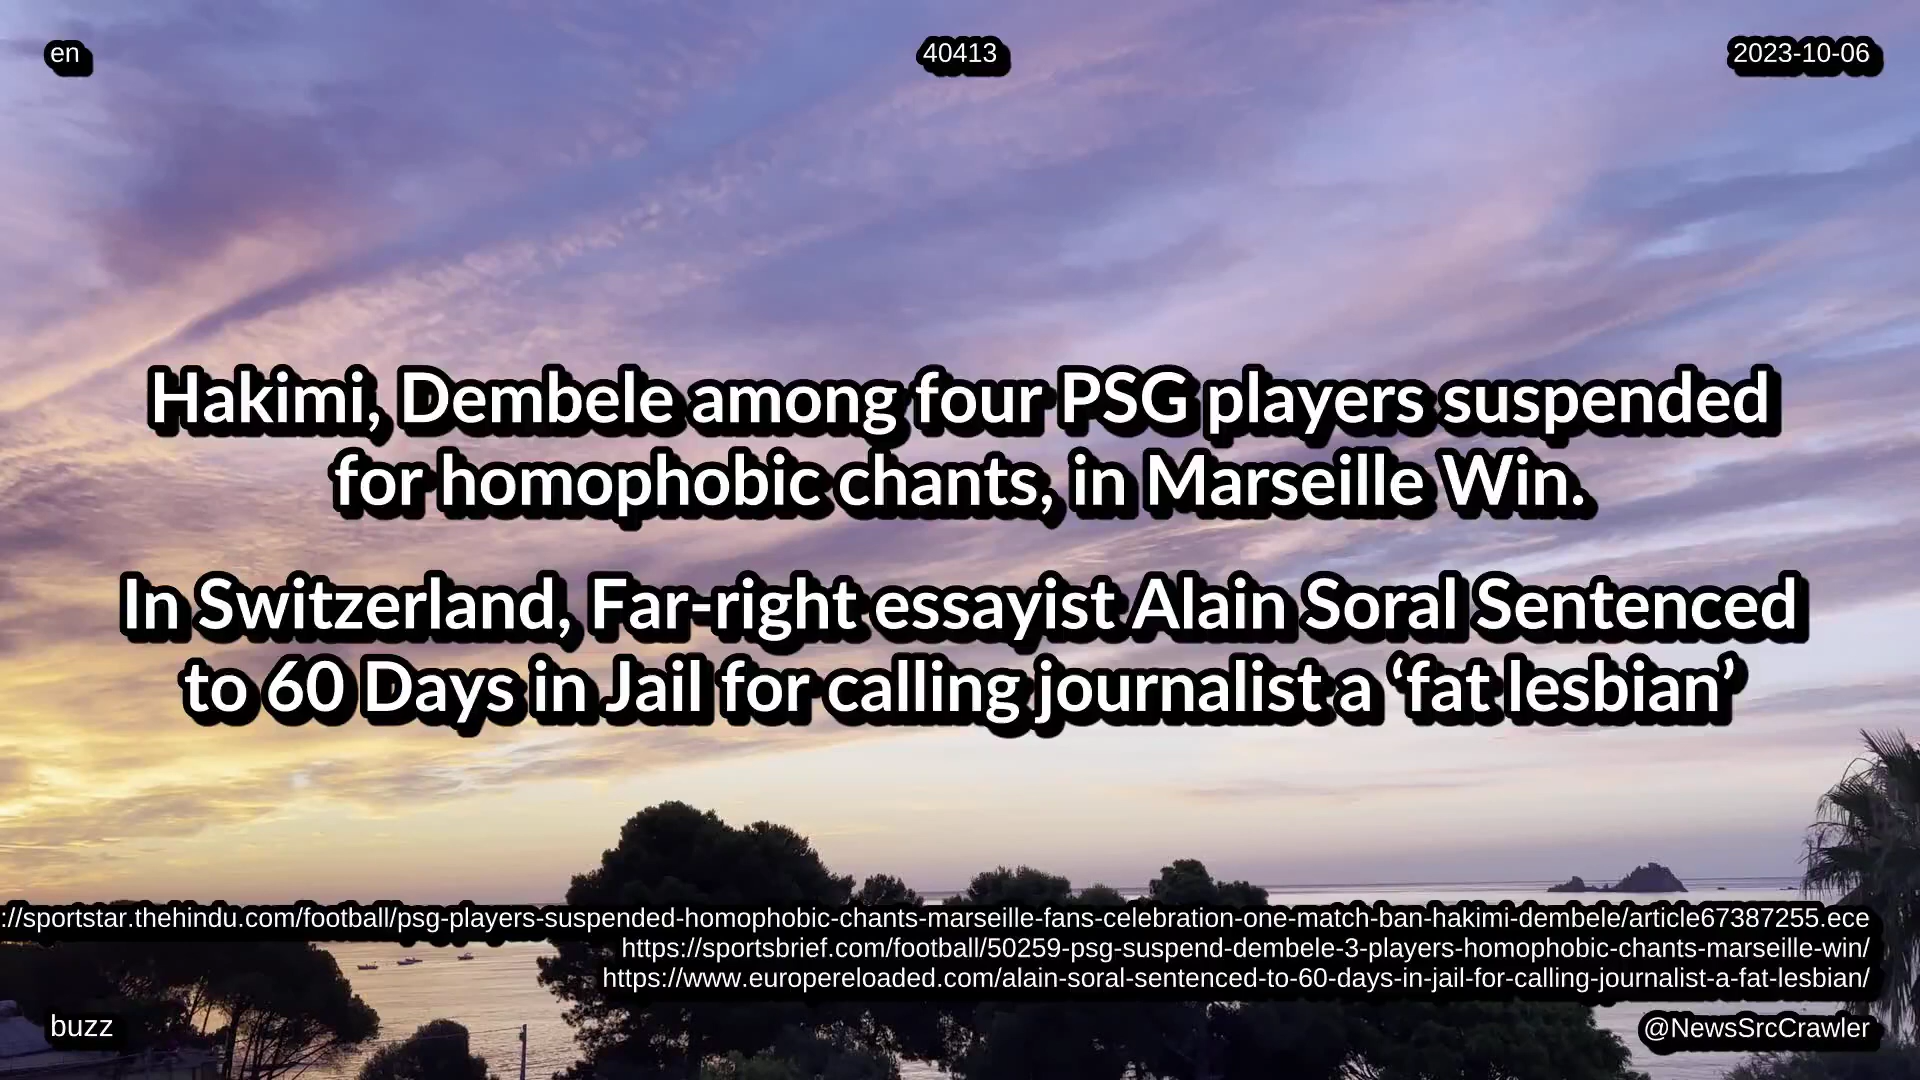 en
40413
2023-10-06
Hakimi, Dembele among four PSG players suspended
for homophobic chants, in Marseille Win.
In Switzerland, Far-right essayist Alain Soral Sentenced
to 60 Days in Jail for calling journalist a ‘fat lesbian’
://sportstar.thehindu.com/football/psg-players-suspended-homophobic-chants-marseille-fans-celebration-one-match-ban-hakimi-dembele/article67387255.ece
https://sportsbrief.com/football/50259-psg-suspend-dembele-3-players-homophobic-chants-marseille-win/
https://www.europereloaded.com/alain-soral-sentenced-to-60-days-in-jail-for-calling-journalist-a-fat-lesbian/
buzz
@NewsSrcCrawler